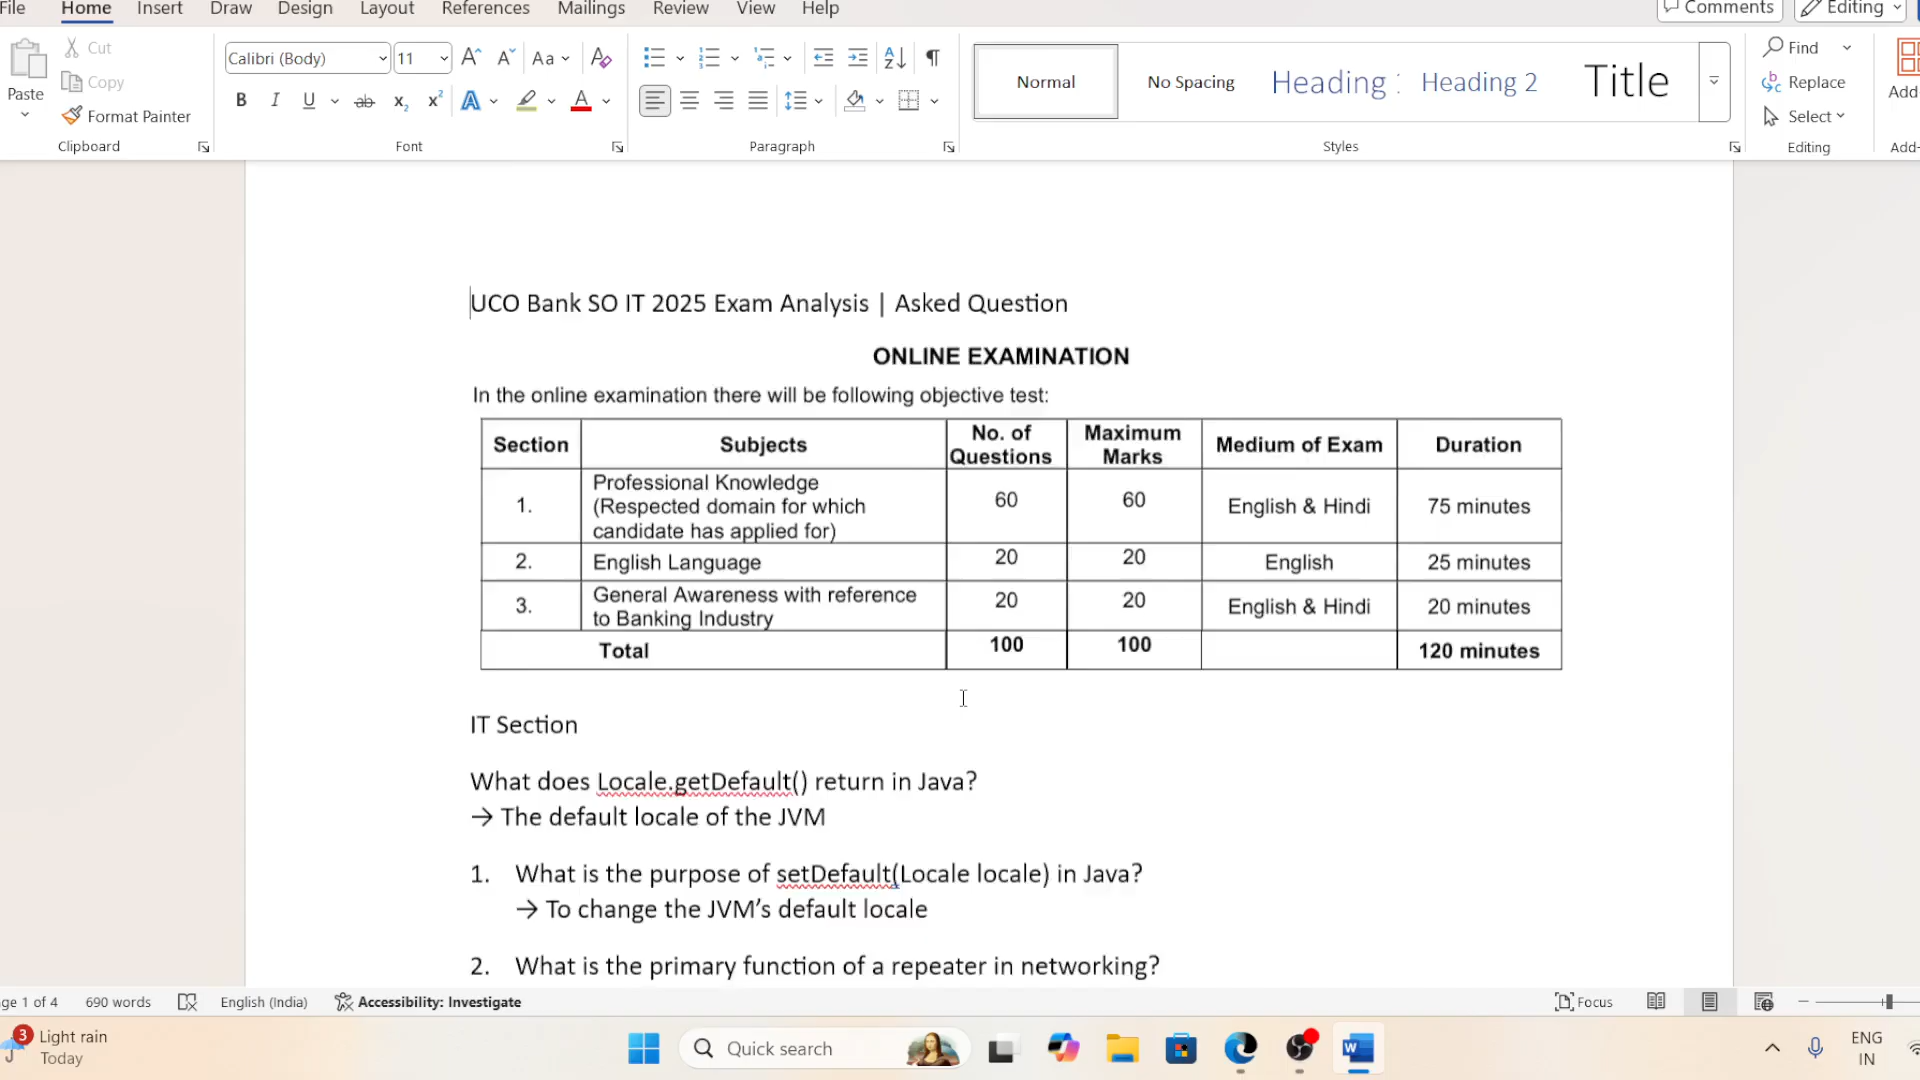 File Home Insert Draw Design Layout References Mailings Review View Help Comments Editing
Paste Cut Copy Format Painter
Clipboard
Calibri (Body) 11
Font
Paragraph
Normal No Spacing Heading Heading 2 Title
Styles
Find
Replace
Select
Editing
Add-
Add-
UCO Bank SO IT 2025 Exam Analysis | Asked Question
ONLINE EXAMINATION
In the online examination there will be following objective test:
Section Subjects No. of Questions Maximum Marks Medium of Exam Duration
1. Professional Knowledge (Respected domain for which candidate has applied for) 60 60 English & Hindi 75 minutes
2. English Language 20 20 English 25 minutes
3. General Awareness with reference to Banking Industry 20 20 English & Hindi 20 minutes
Total 100 100 120 minutes
IT Section
What does Locale.getDefault() return in Java?
→ The default locale of the JVM
1. What is the purpose of setDefault(Locale locale) in Java?
→ To change the JVM’s default locale
2. What is the primary function of a repeater in networking?
ge 1 of 4 690 words English (India) Accessibility: Investigate Focus
3 Light rain
Today
Quick search
ENG
IN